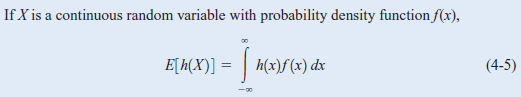 If X is a continuous random variable with probability density function f(x),
E[h(X)] = ∫_{-∞}^{∞} h(x)f(x) dx (4-5)